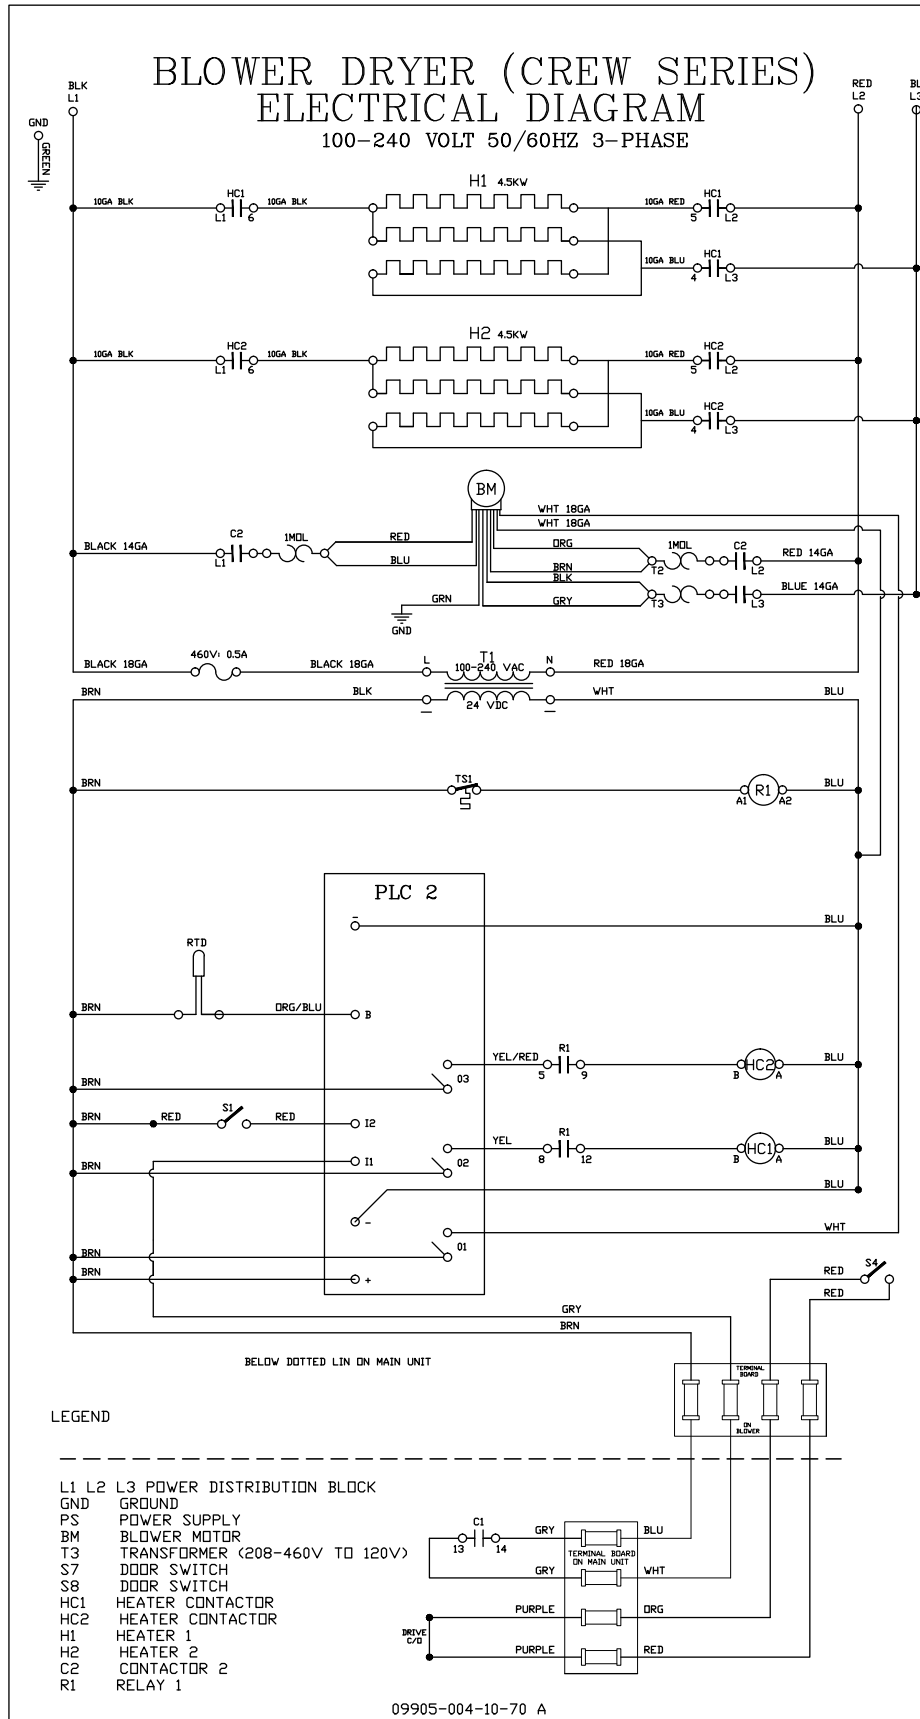 BLOWER DRYER (CREW SERIES)
ELECTRICAL DIAGRAM
100-240 VOLT 50/60HZ 3-PHASE
BLK
L1
RED
L2
L3
GND
GREEN
H1 4.5KW
10GA BLK
HC1
L1 6
10GA BLK
10GA RED
HC1
5 L2
10GA BLU
HC1
4 L3
H2 4.5KW
10GA BLK
HC2
L1 6
10GA BLK
10GA RED
HC2
5 L2
10GA BLU
HC2
4 L3
BM
WHT 18GA
WHT 18GA
BLACK 14GA
C2
L1
1MOL
RED
BLU
ORG
BRN
BLK
GRY
T2
1MOL
C2
L2
RED 14GA
T3
L3
BLUE 14GA
GRN
GND
BLACK 18GA
460V: 0.5A
BLACK 18GA
L
T1
100-240 VAC
N
RED 18GA
BRN
BLK
24 VDC
WHT
BLU
BRN
TS1
A1
R1
A2
BLU
PLC 2
-
BLU
RTD
BRN
ORG/BLU
B
YEL/RED
R1
5 9
B
HC2
A
BLU
BRN
O3
BRN
RED
S1
RED
I2
YEL
R1
8 12
B
HC1
A
BLU
I1
O2
BRN
BLU
-
WHT
O1
BRN
BRN
+
S4
RED
RED
GRY
BRN
BELOW DOTTED LIN ON MAIN UNIT
TERMINAL
BOARD
ON
BLOWER
LEGEND
L1 L2 L3 POWER DISTRIBUTION BLOCK
GND GROUND
PS POWER SUPPLY
BM BLOWER MOTOR
T3 TRANSFORMER (208-460V TO 120V)
S7 DOOR SWITCH
S8 DOOR SWITCH
HC1 HEATER CONTACTOR
HC2 HEATER CONTACTOR
H1 HEATER 1
H2 HEATER 2
C2 CONTACTOR 2
R1 RELAY 1
C1
13 14
GRY
BLU
TERMINAL BOARD
ON MAIN UNIT
GRY
WHT
PURPLE
ORG
DRIVE
C/O
PURPLE
RED
09905-004-10-70 A